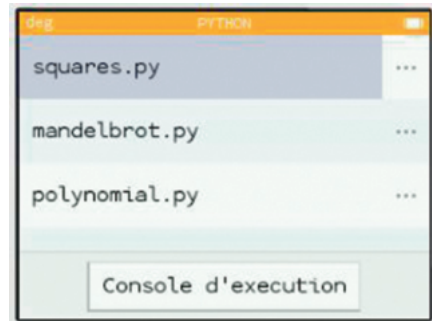 deg PYTHON
squares.py ...
mandelbrot.py ...
polynomial.py ...
Console d'execution